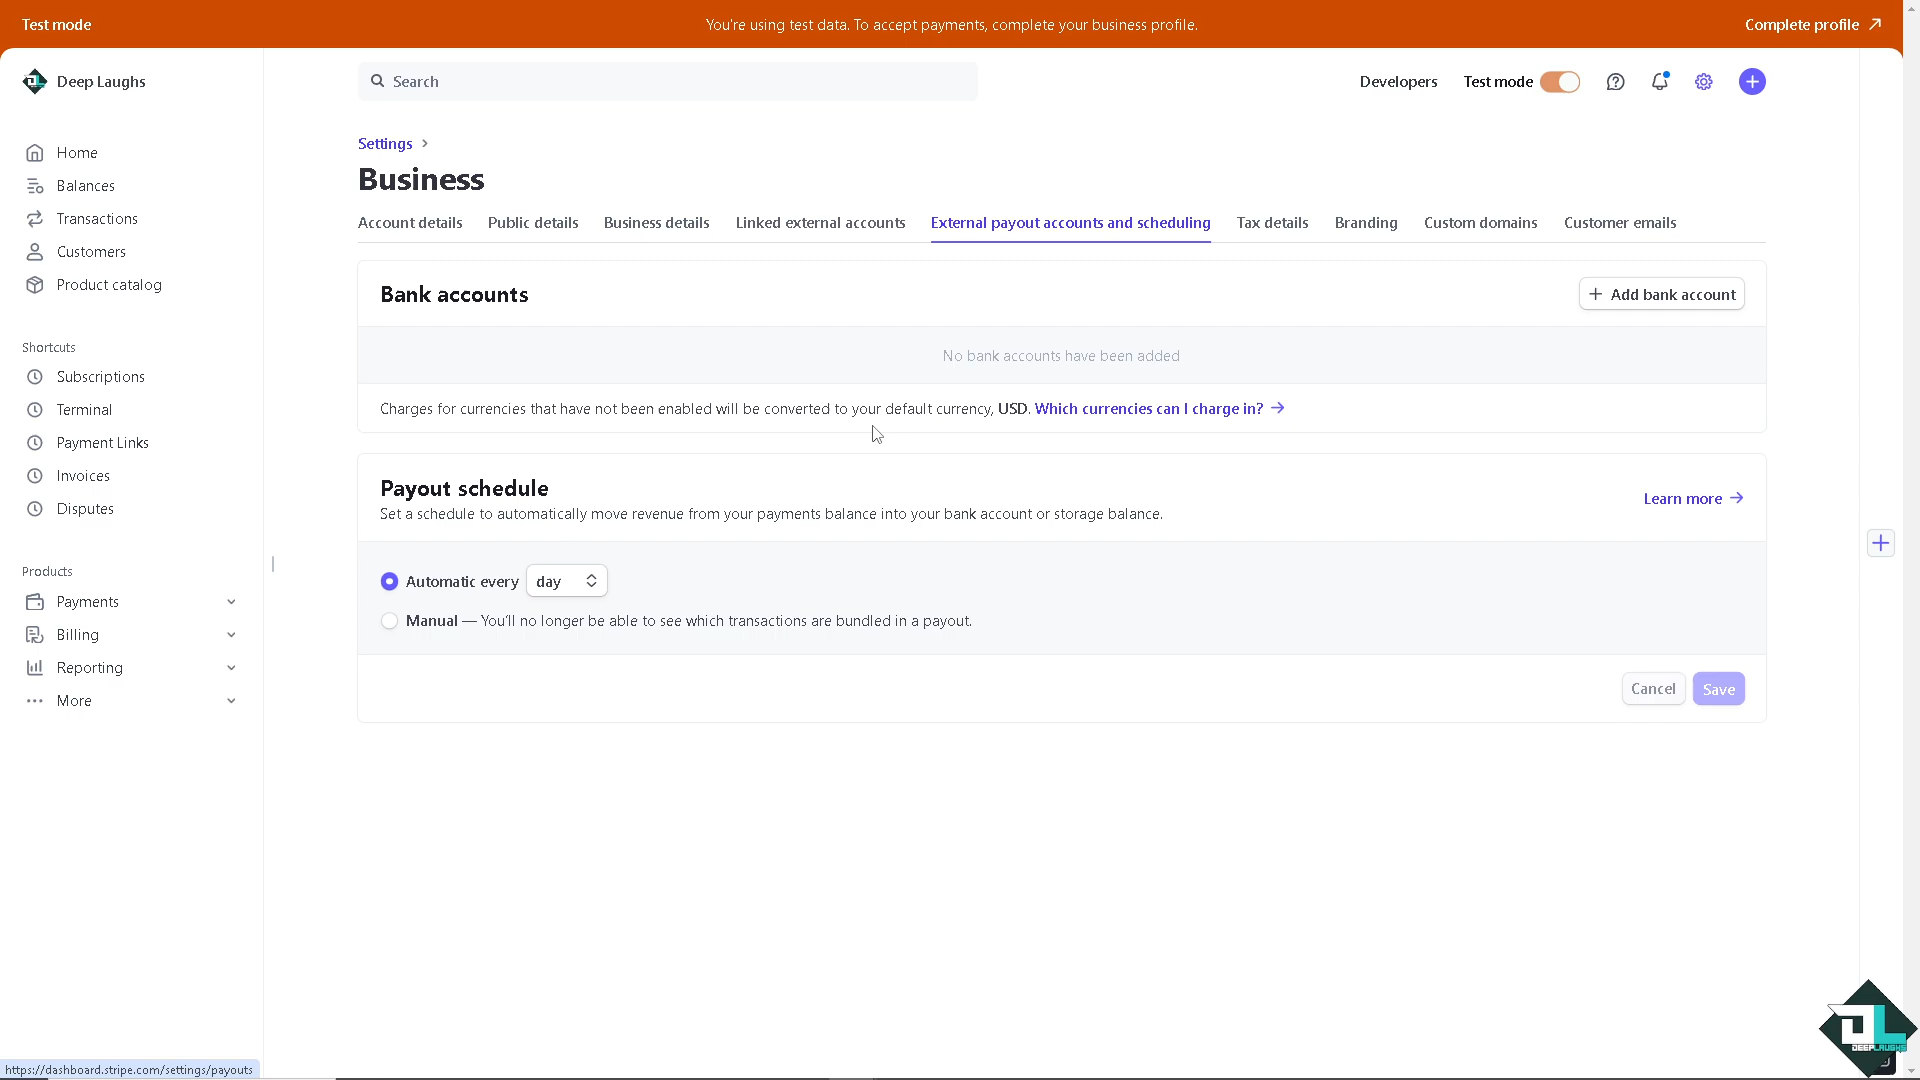 Test mode
You're using test data. To accept payments, complete your business profile.
Complete profile
Deep Laughs
Search
Developers
Test mode
Home
Balances
Transactions
Customers
Product catalog
Shortcuts
Subscriptions
Terminal
Payment Links
Invoices
Disputes
Products
Payments
Billing
Reporting
More
Settings
Business
Account details
Public details
Business details
Linked external accounts
External payout accounts and scheduling
Tax details
Branding
Custom domains
Customer emails
Bank accounts
Add bank account
No bank accounts have been added
Charges for currencies that have not been enabled will be converted to your default currency, USD. Which currencies can I charge in?
Payout schedule
Set a schedule to automatically move revenue from your payments balance into your bank account or storage balance.
Learn more
Automatic every day
Manual — You'll no longer be able to see which transactions are bundled in a payout.
Cancel
Save
https://dashboard.stripe.com/settings/payouts
DL
DEEPLAUGHS